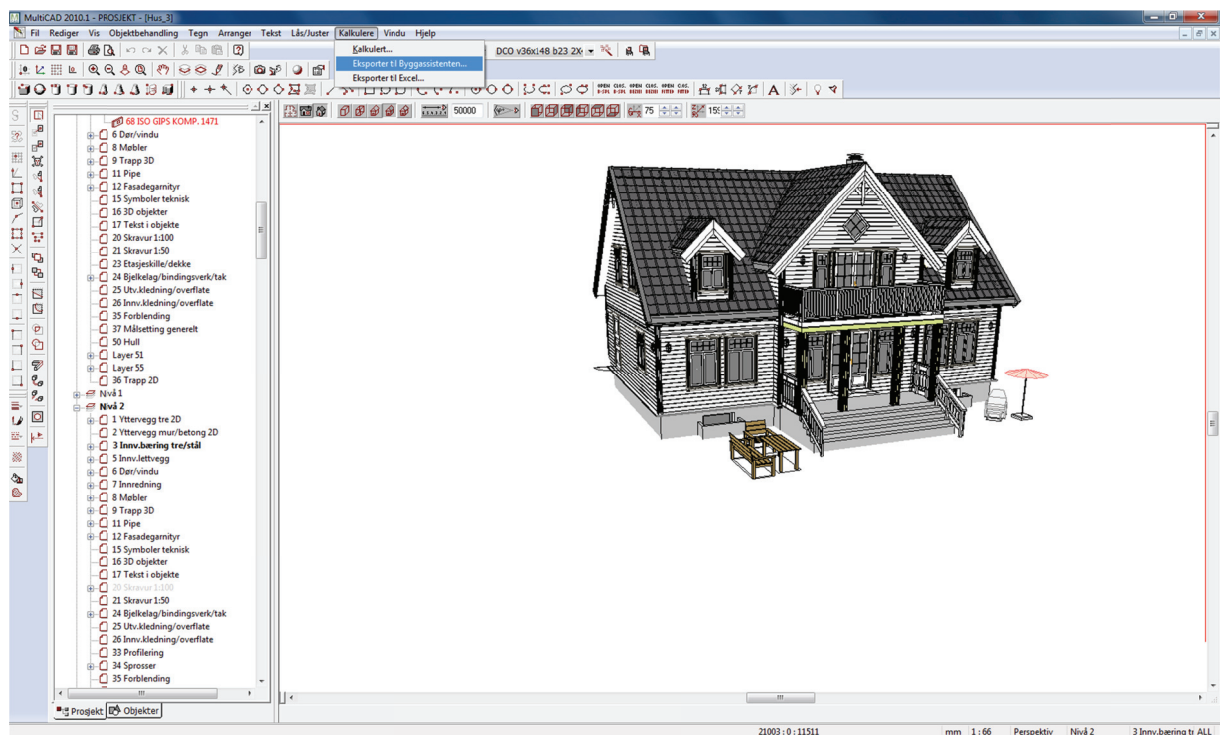 MultiCAD 2010.1 - PROSJEKT - [Hus_3]
Fil Rediger Vis Objektbehandling Tegn Arranger Tekst Lås/Juster Kalkulere Vindu Hjelp
Kalkulert...
Eksporter til Byggassistenten...
Eksporter til Excel...
DCO v36x148 b23 2X
50000
75
68 ISO GIPS KOMP. 1471
6 Dør/vindu
8 Møbler
9 Trapp 3D
11 Pipe
12 Fasadegarnityr
15 Symboler teknisk
16 3D objekter
17 Tekst i objekte
20 Skravur 1:100
21 Skravur 1:50
23 Etasjeskille/dekke
24 Bjelkelag/bindingsverk/tak
25 Utv.kledning/overflate
26 Innv.kledning/overflate
35 Forblending
37 Målsetting generelt
50 Hull
Layer 51
Layer 55
36 Trapp 2D
Nvå 1
Nvå 2
1 Yttervegg tre 2D
2 Yttervegg mur/betong 2D
3 Innv.bæring tre/stål
5 Innv.lettvegg
6 Dør/vindu
7 Innredning
8 Møbler
9 Trapp 3D
11 Pipe
12 Fasadegarnityr
15 Symboler teknisk
16 3D objekter
17 Tekst i objekte
20 Skravur 1:100
21 Skravur 1:50
24 Bjelkelag/bindingsverk/tak
25 Utv.kledning/overflate
26 Innv.kledning/overflate
33 Profilering
34 Sprosser
35 Forblending
Prosjekt Objekter
21003 : 0 : 11511 mm 1 : 66 Perspektiv Nivå 2 3 Innv.bæring tr ALL